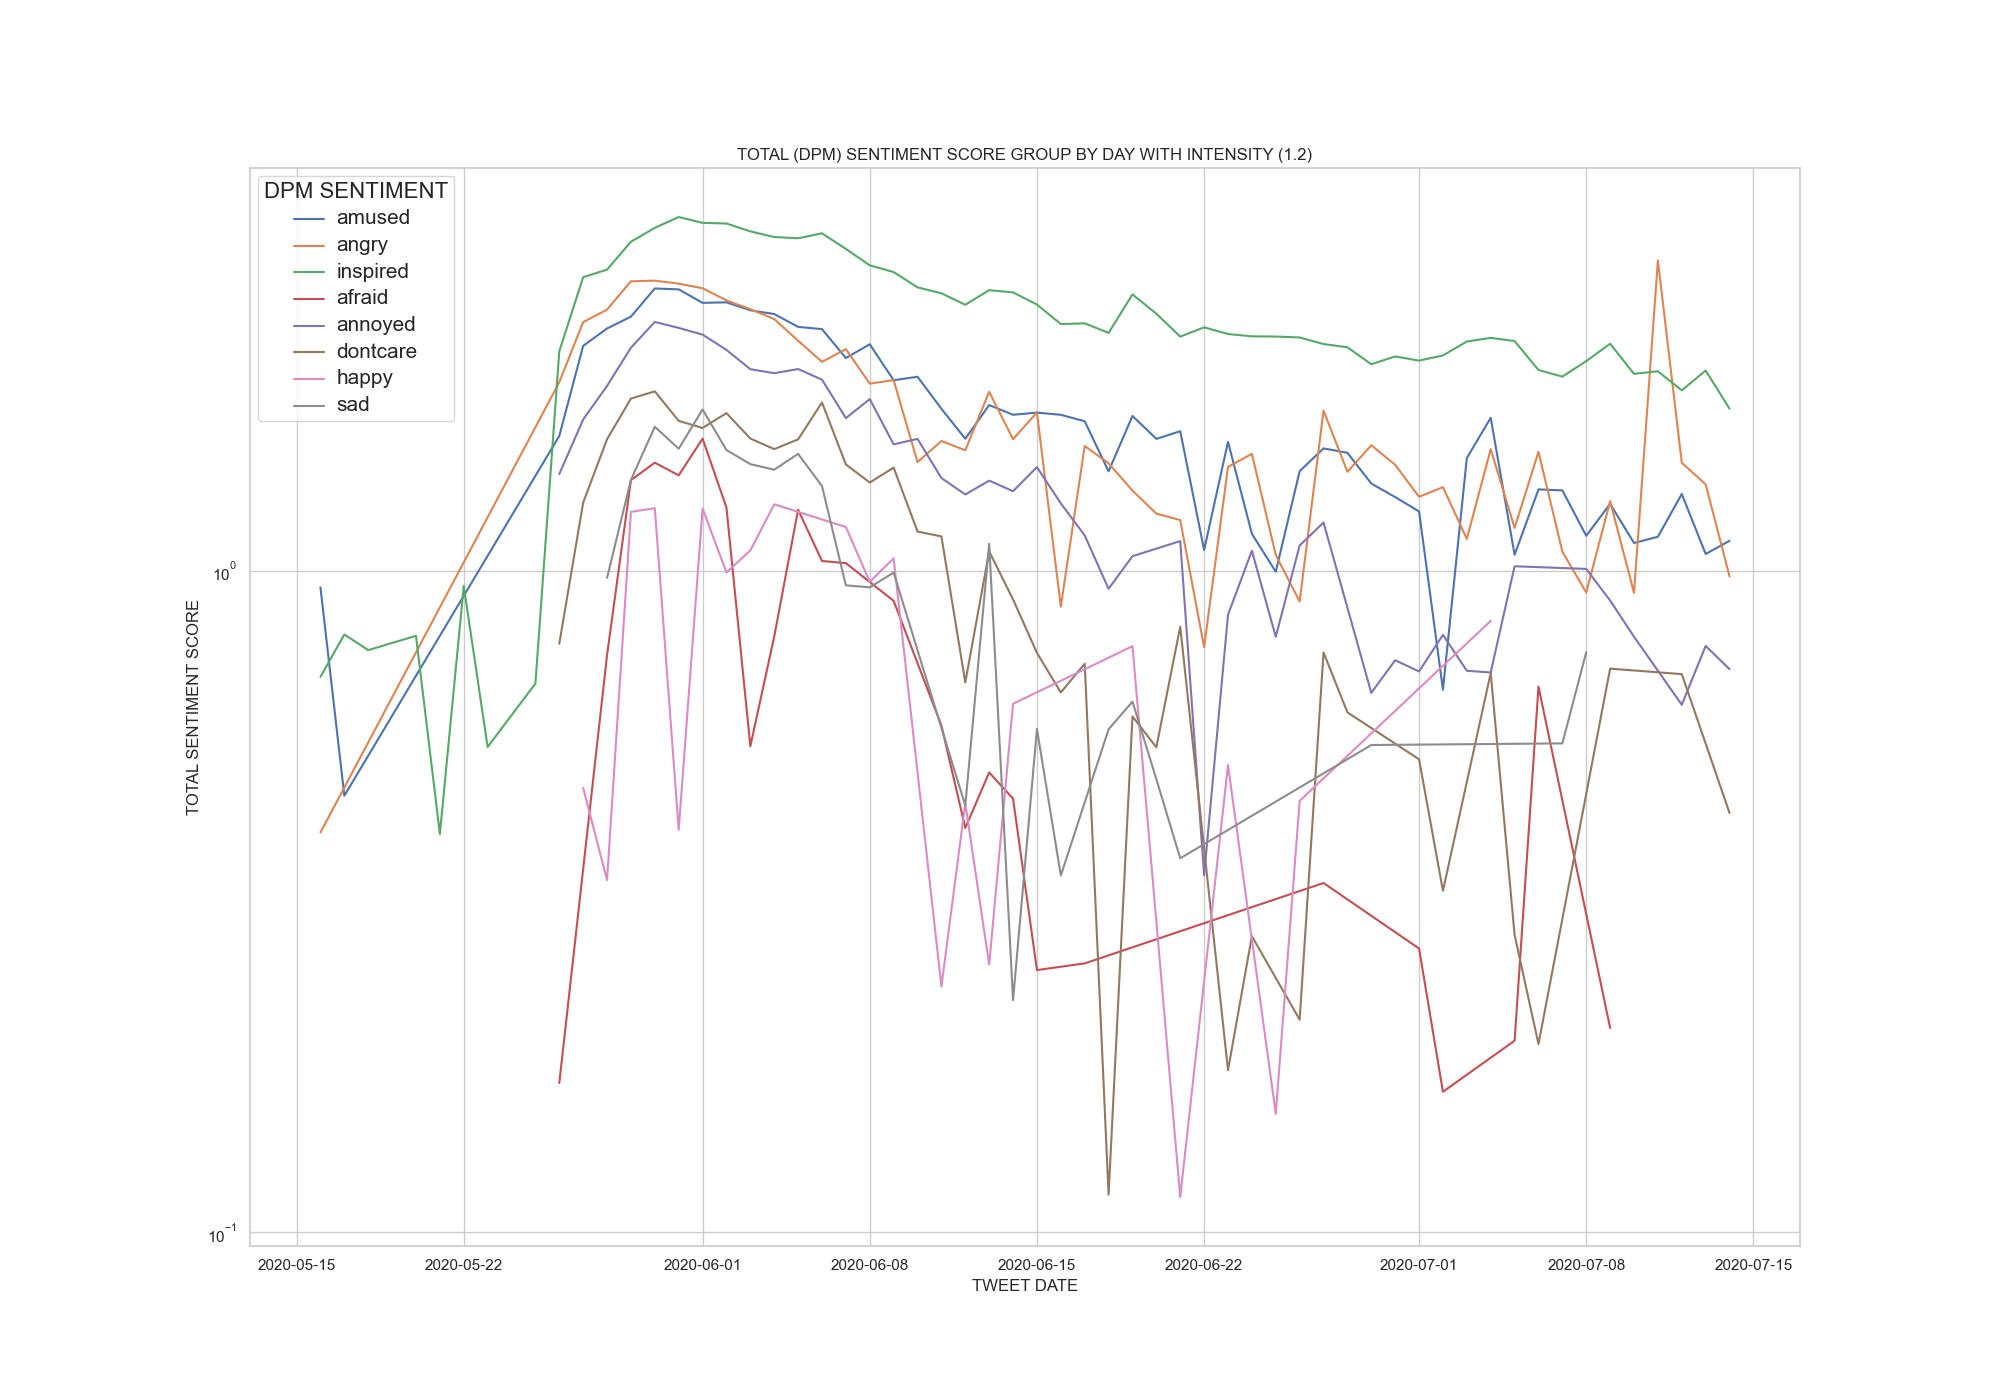 TOTAL (DPM) SENTIMENT SCORE GROUP BY DAY WITH INTENSITY (1.2)
DPM SENTIMENT
amused
angry
inspired
afraid
annoyed
dontcare
happy
sad
TOTAL SENTIMENT SCORE
10⁰
10⁻¹
2020-05-15 2020-05-22 2020-06-01 2020-06-08 2020-06-15 2020-06-22 2020-07-01 2020-07-08 2020-07-15
TWEET DATE